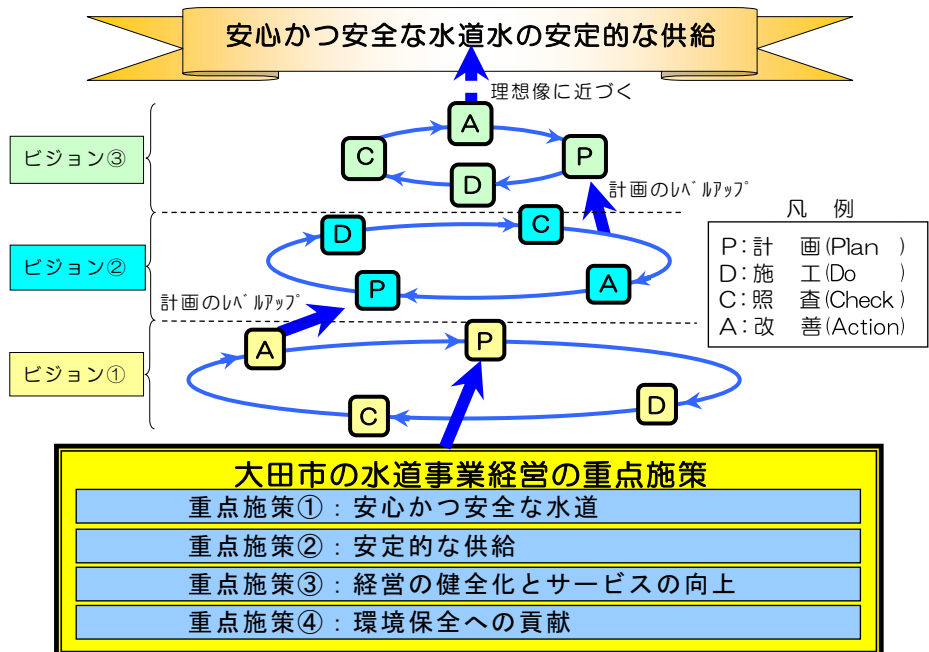 安心かつ安全な水道水の安定的な供給
理想像に近づく
A
C
P
D
ビジョン③
計画のﾚﾍﾞﾙｱｯﾌﾟ
凡　例
P:計　画(Plan　)
D:施　工(Do　)
C:照　査(Check)
A:改　善(Action)
D
C
ビジョン②
P
A
計画のﾚﾍﾞﾙｱｯﾌﾟ
A
P
ビジョン①
C
D
大田市の水道事業経営の重点施策
重点施策①：安心かつ安全な水道
重点施策②：安定的な供給
重点施策③：経営の健全化とサービスの向上
重点施策④：環境保全への貢献